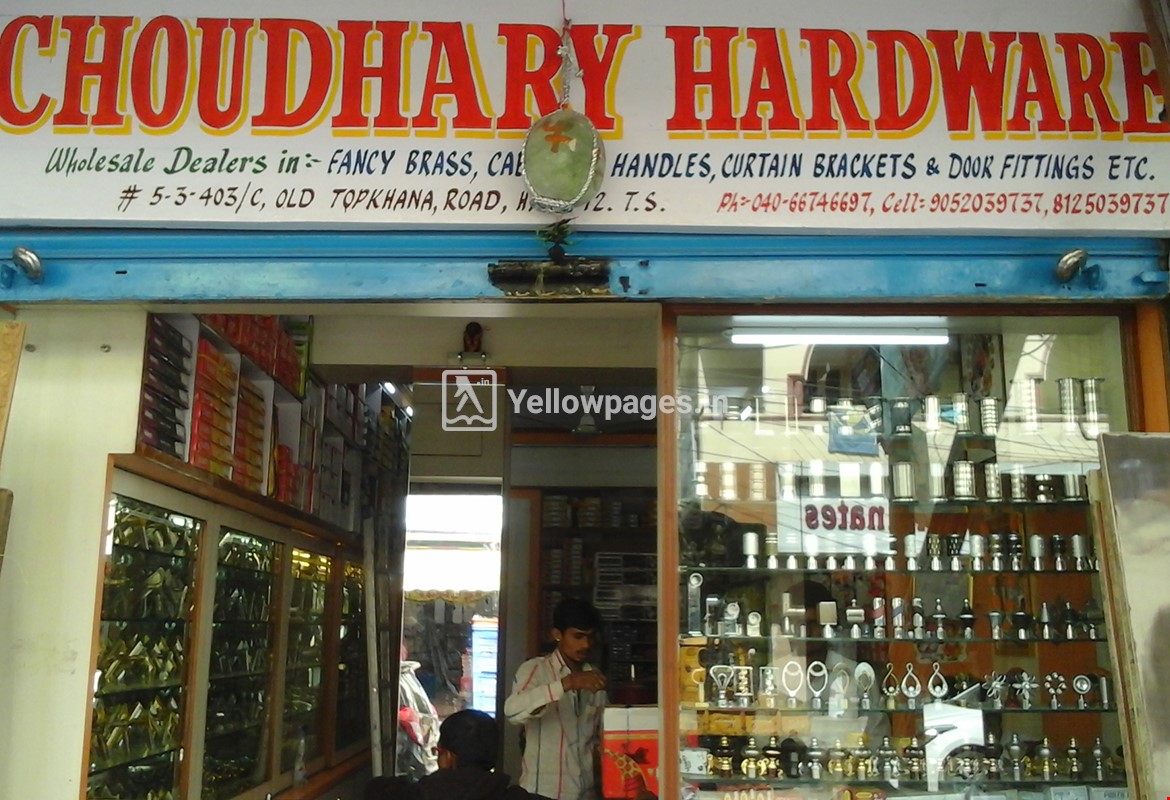 CHOUDHARY HARDWARE
Wholesale Dealers in:- FANCY BRASS, HANDLES, CURTAIN BRACKETS & DOOR FITTINGS ETC.
# 5-3-403/C, OLD TOPKHANA, ROAD, T.S. Ph:-040-66746697, Cell:-9052039737, 8125039737
Yellowpages.in
nates